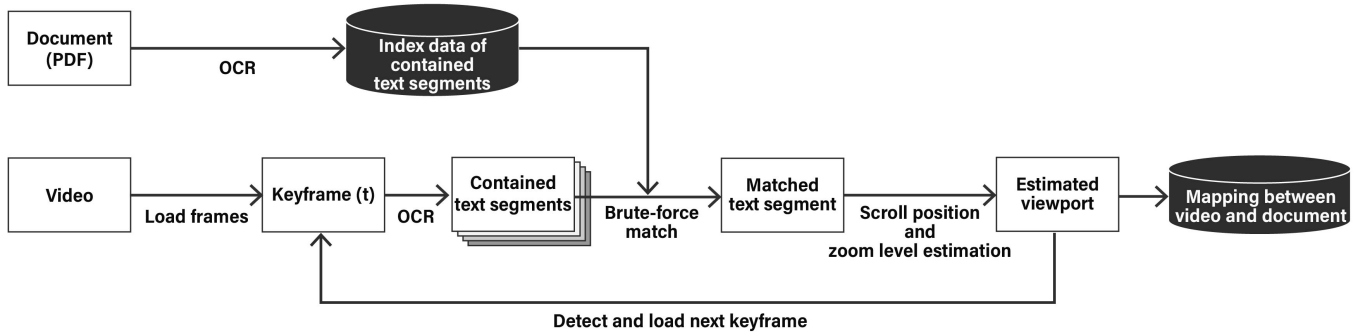 Document
(PDF)
OCR
Index data of
contained
text segments
Video
Load frames
Keyframe (t)
OCR
Contained
text segments
Brute-force
match
Matched
text segment
Scroll position
and
zoom level estimation
Estimated
viewport
Mapping between
video and document
Detect and load next keyframe